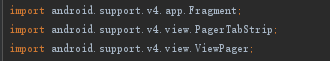 import android.support.v4.app.Fragment;
import android.support.v4.view.PagerTabStrip;
import android.support.v4.view.ViewPager;